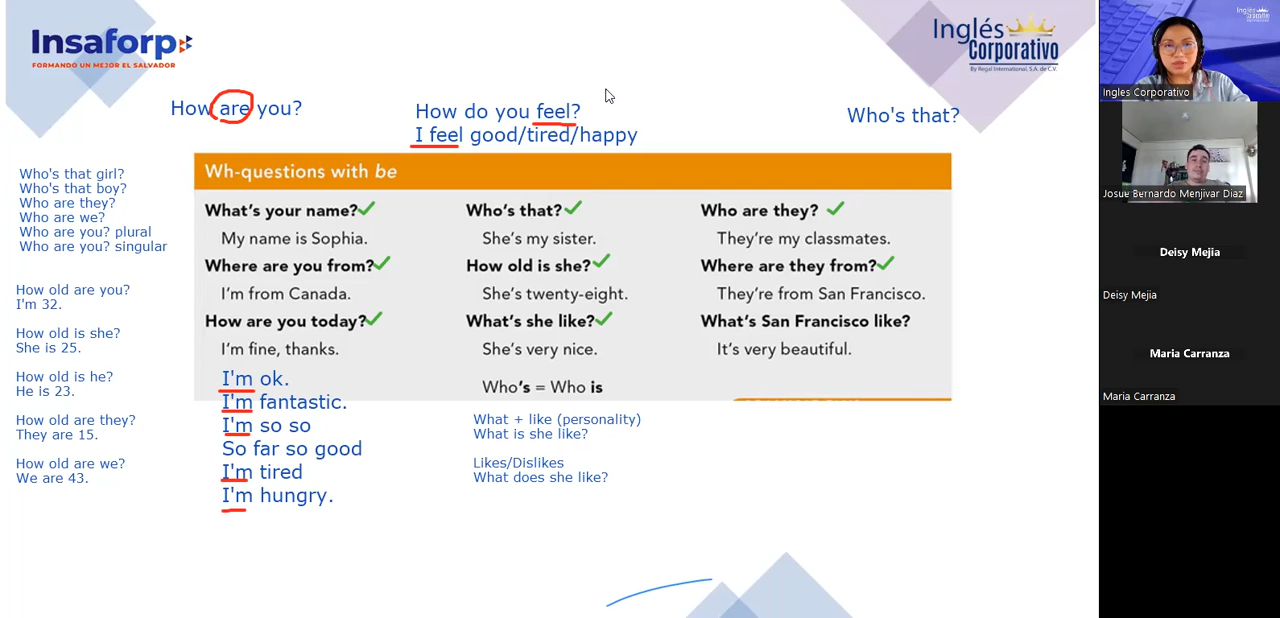 Insaforp
FORMANDO UN MEJOR EL SALVADOR
Inglés
Corporativo
By Regal International, S.A. de C.V.
How are you?
How do you feel?
I feel good/tired/happy
Who's that?
Who's that girl?
Who's that boy?
Who are they?
Who are we?
Who are you? plural
Who are you? singular
How old are you?
I'm 32.
How old is she?
She is 25.
How old is he?
He is 23.
How old are they?
They are 15.
How old are we?
We are 43.
Wh-questions with be
What's your name?
My name is Sophia.
Where are you from?
I'm from Canada.
How are you today?
I'm fine, thanks.
Who's that?
She's my sister.
How old is she?
She's twenty-eight.
What's she like?
She's very nice.
Who's = Who is
Who are they?
They're my classmates.
Where are they from?
They're from San Francisco.
What's San Francisco like?
It's very beautiful.
I'm ok.
I'm fantastic.
I'm so so
So far so good
I'm tired
I'm hungry.
What + like (personality)
What is she like?
Likes/Dislikes
What does she like?
Inglés
Corporativo
Ingles Corporativo
Josue Bernardo Menjivar Diaz
Deisy Mejia
Deisy Mejia
Maria Carranza
Maria Carranza